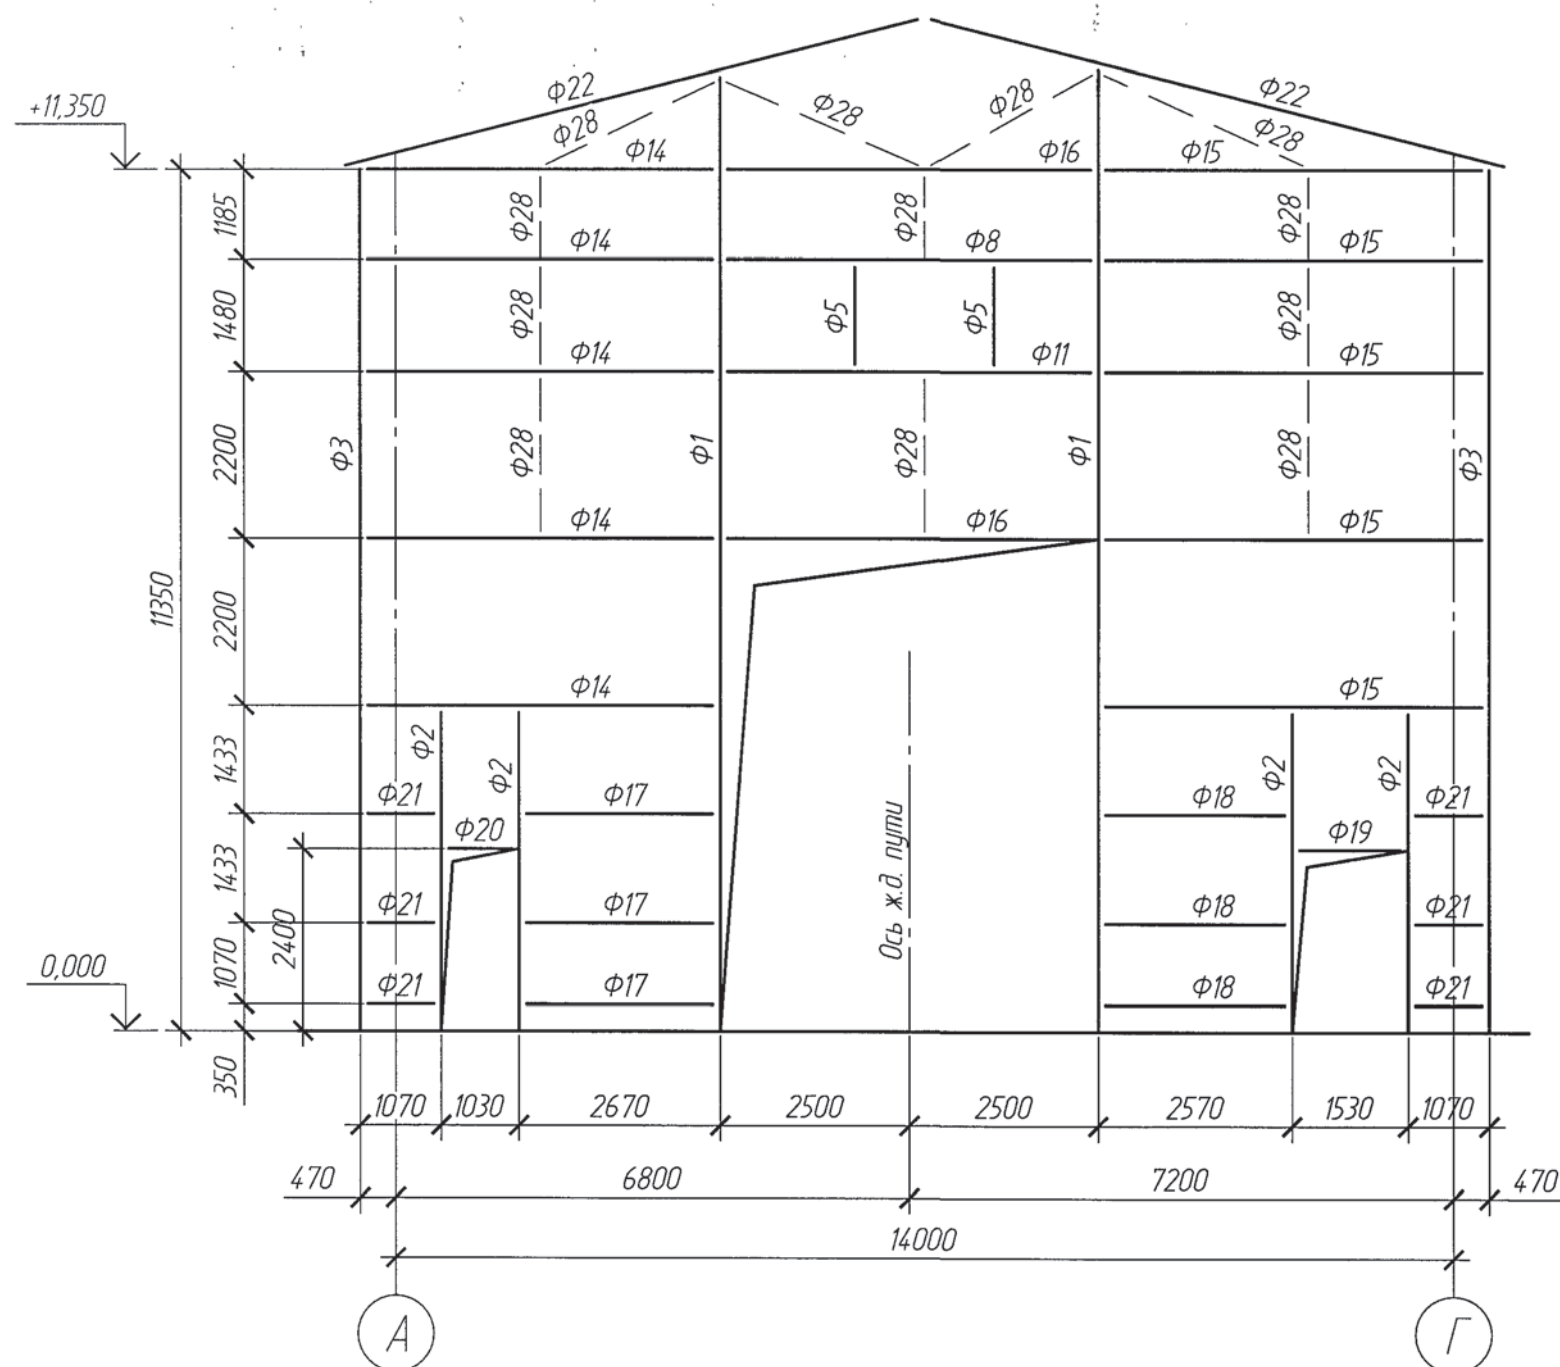 Ф22
Ф22
+11,350
Ф28
Ф28
Ф28
Ф28
Ф14
Ф16
Ф15
1185
Ф28
Ф28
Ф28
Ф14
Ф8
Ф15
1480
Ф28
Ф5
Ф5
Ф28
Ф14
Ф11
Ф15
2200
Ф3
Ф28
Ф1
Ф28
Ф1
Ф28
Ф3
Ф14
Ф16
Ф15
11350
2200
Ф14
Ф15
1433
Ф2
Ф2
Ф2
Ф2
Ф21
Ф17
Ф18
Ф21
Ф20
Ф19
1433
2400
Ось ж.д. пути
Ф21
Ф17
Ф18
Ф21
0,000
1070
Ф21
Ф17
Ф18
Ф21
350
1070
1030
2670
2500
2500
2570
1530
1070
470
6800
7200
470
14000
А
Г